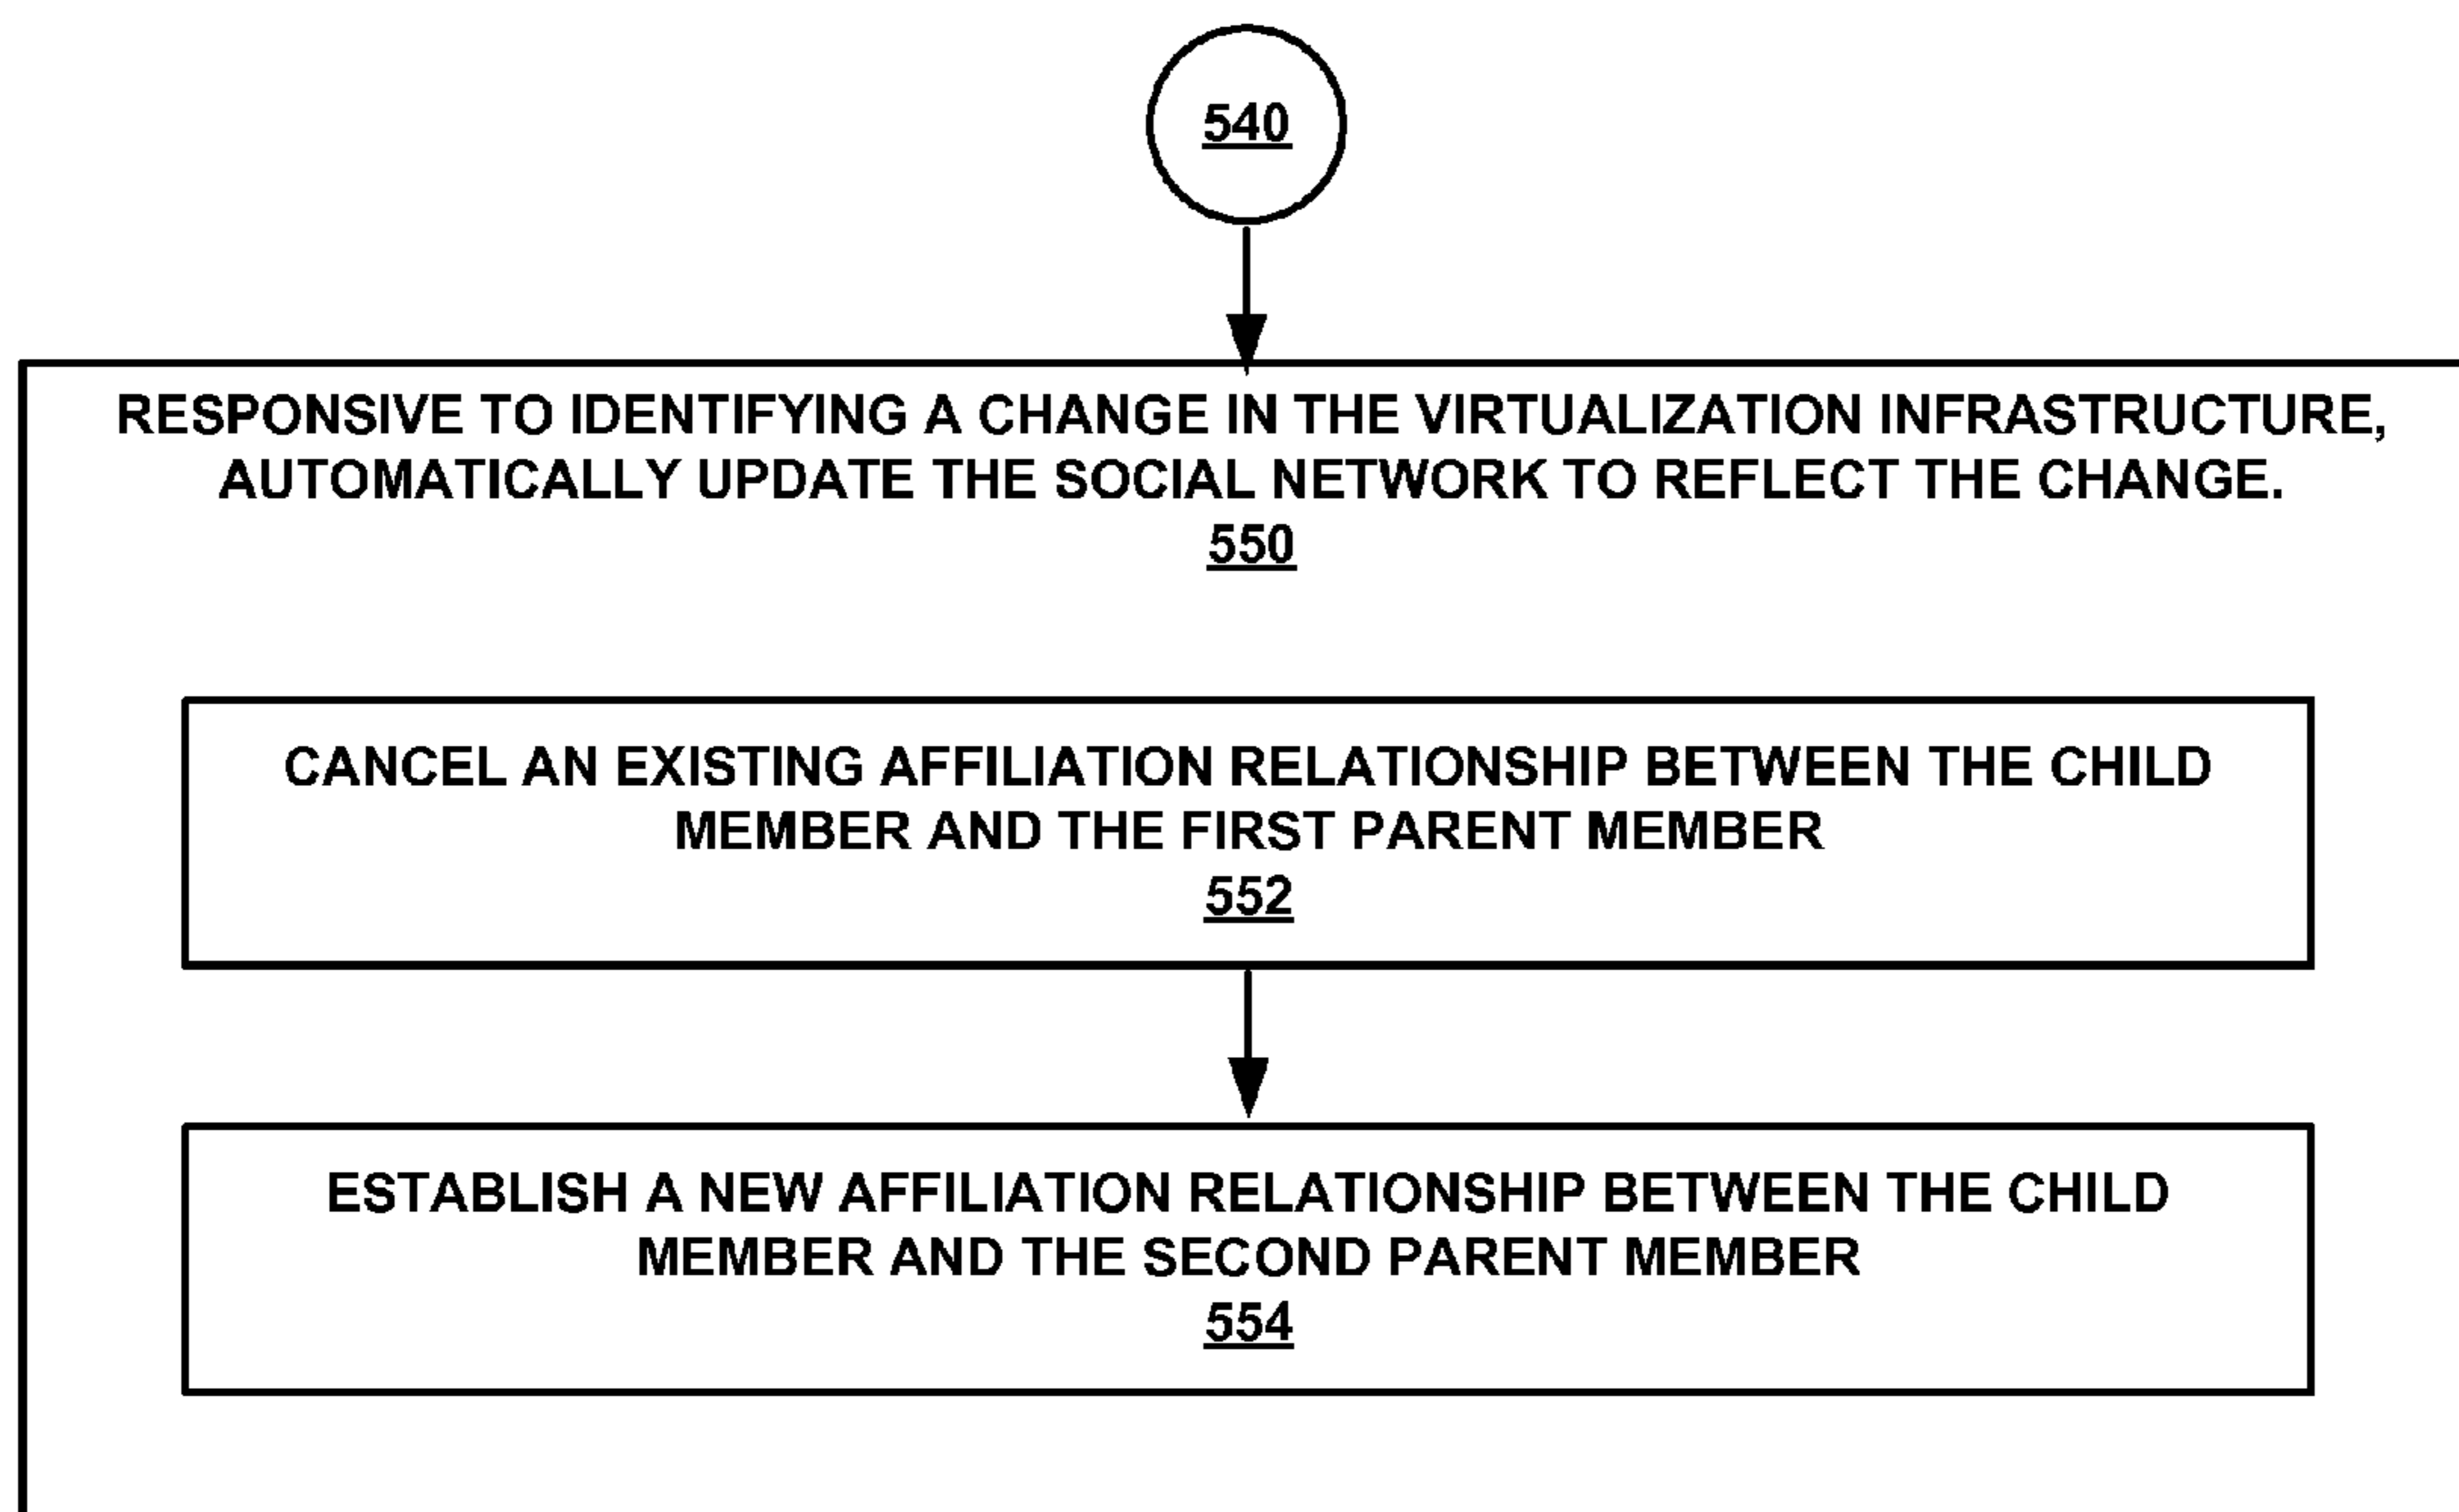 540
RESPONSIVE TO IDENTIFYING A CHANGE IN THE VIRTUALIZATION INFRASTRUCTURE,
AUTOMATICALLY UPDATE THE SOCIAL NETWORK TO REFLECT THE CHANGE.
550
CANCEL AN EXISTING AFFILIATION RELATIONSHIP BETWEEN THE CHILD
MEMBER AND THE FIRST PARENT MEMBER
552
ESTABLISH A NEW AFFILIATION RELATIONSHIP BETWEEN THE CHILD
MEMBER AND THE SECOND PARENT MEMBER
554